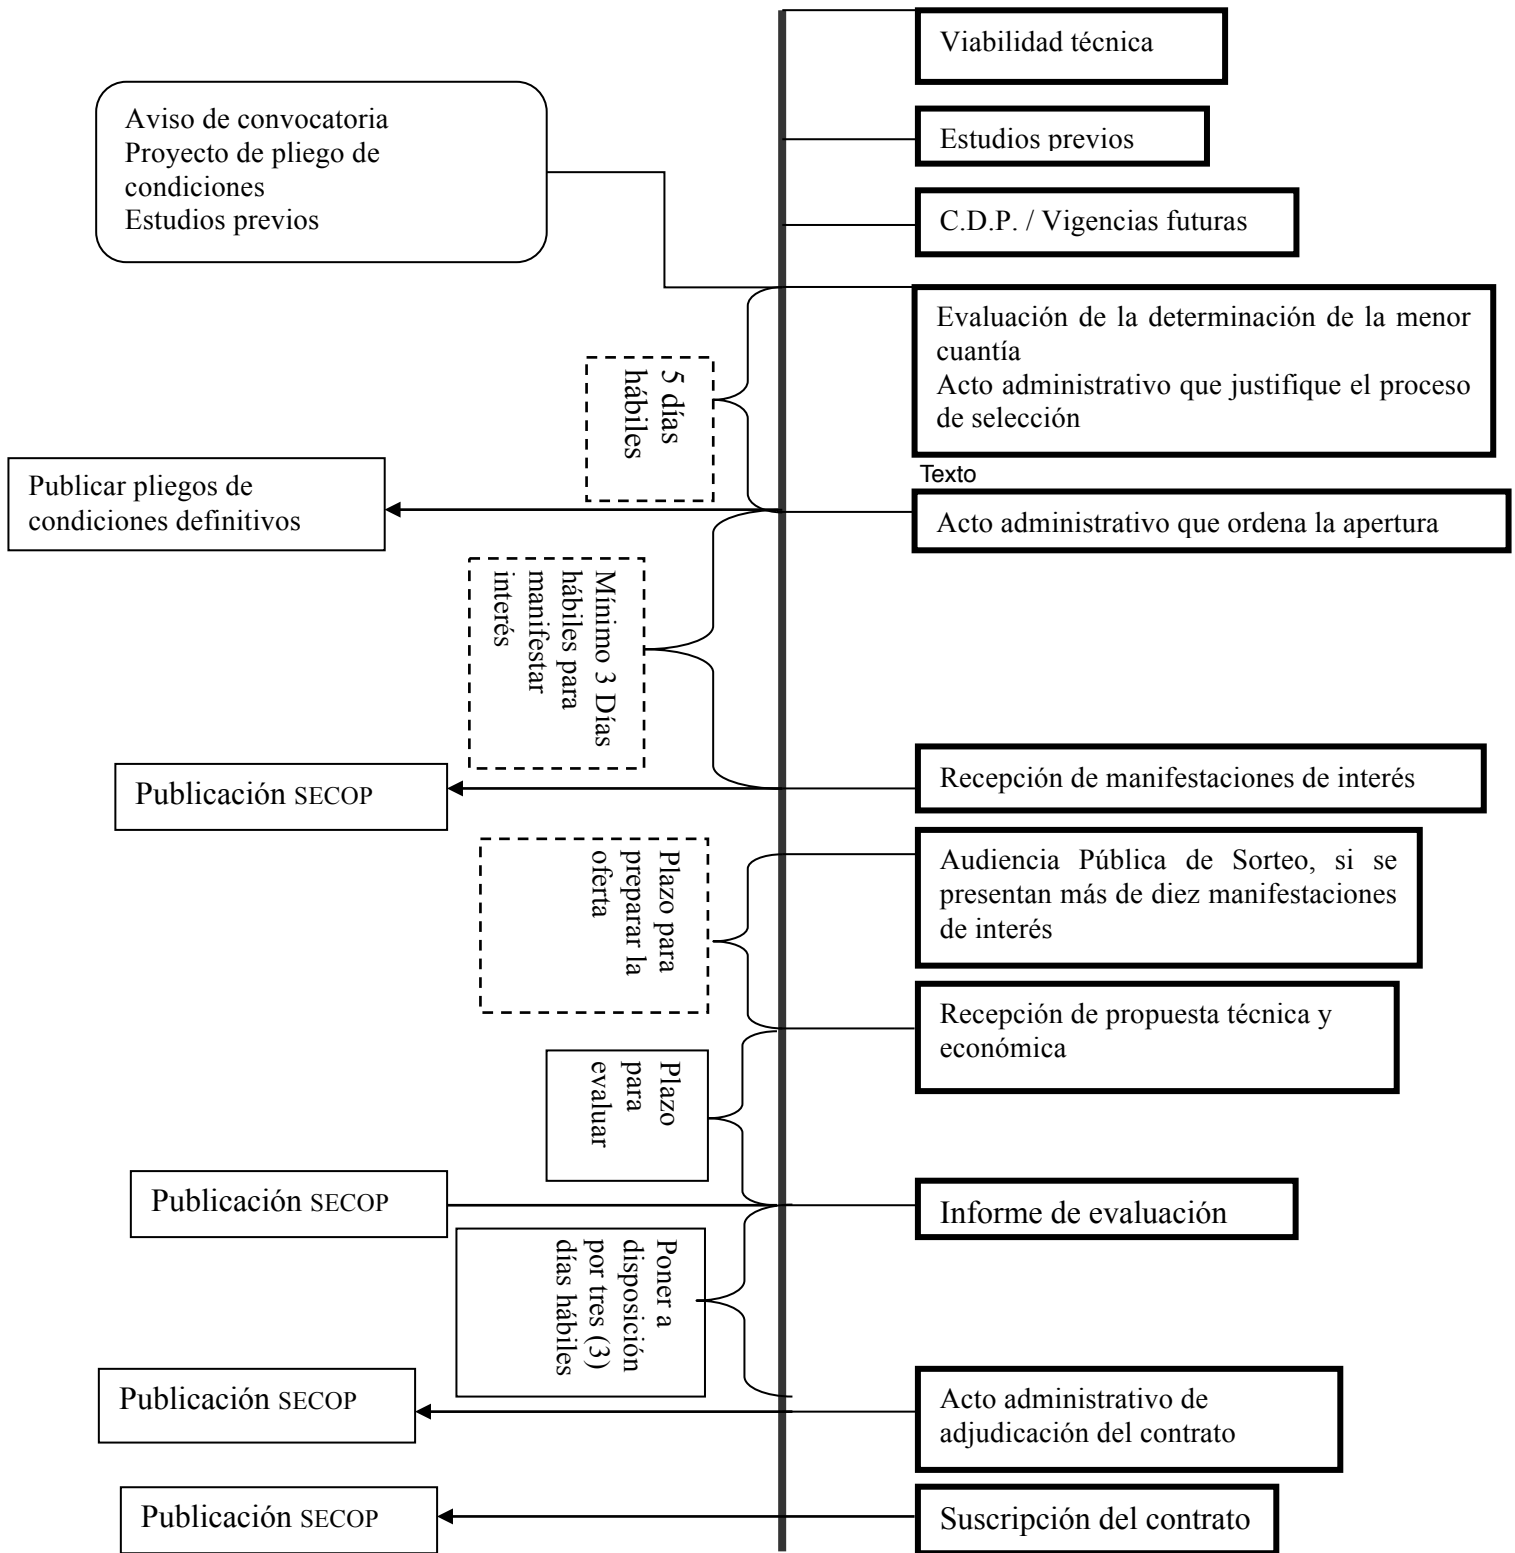 Viabilidad técnica
Aviso de convocatoria
Proyecto de pliego de
condiciones
Estudios previos
Estudios previos
C.D.P. / Vigencias futuras
Evaluación de la determinación de la menor
cuantía
Acto administrativo que justifique el proceso
de selección
5 días
hábiles
Texto
Publicar pliegos de
condiciones definitivos
Acto administrativo que ordena la apertura
Mínimo 3 Días
hábiles para
manifestar
interés
Publicación SECOP
Recepción de manifestaciones de interés
Plazo para
preparar la
oferta
Audiencia Pública de Sorteo, si se
presentan más de diez manifestaciones
de interés
Recepción de propuesta técnica y
económica
Plazo
para
evaluar
Publicación SECOP
Informe de evaluación
Poner a
disposición
por tres (3)
días hábiles
Publicación SECOP
Acto administrativo de
adjudicación del contrato
Publicación SECOP
Suscripción del contrato